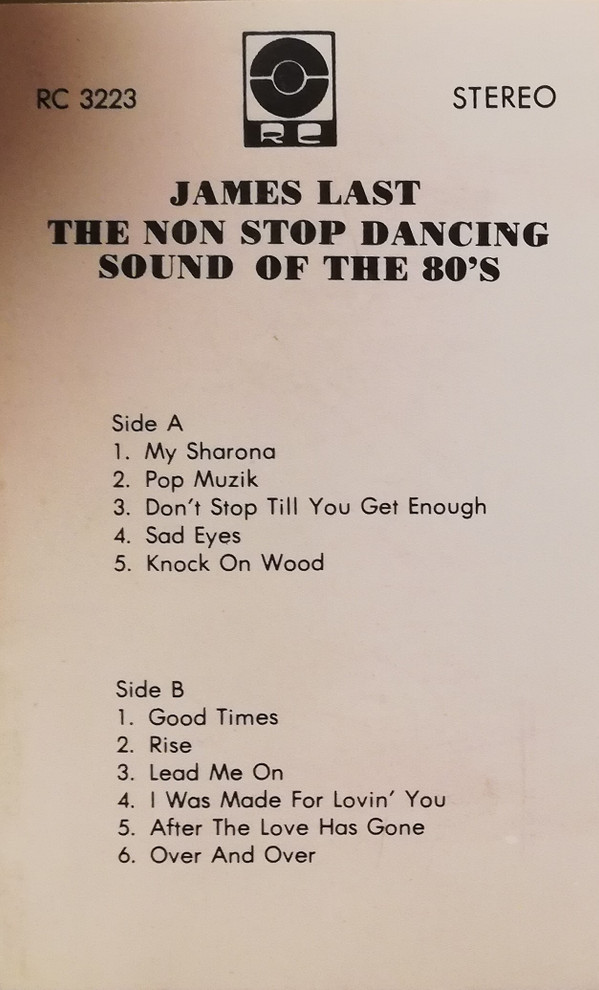 RC 3223
STEREO
RC
JAMES LAST
THE NON STOP DANCING
SOUND OF THE 80'S
Side A
1. My Sharona
2. Pop Muzik
3. Don't Stop Till You Get Enough
4. Sad Eyes
5. Knock On Wood
Side B
1. Good Times
2. Rise
3. Lead Me On
4. I Was Made For Lovin' You
5. After The Love Has Gone
6. Over And Over